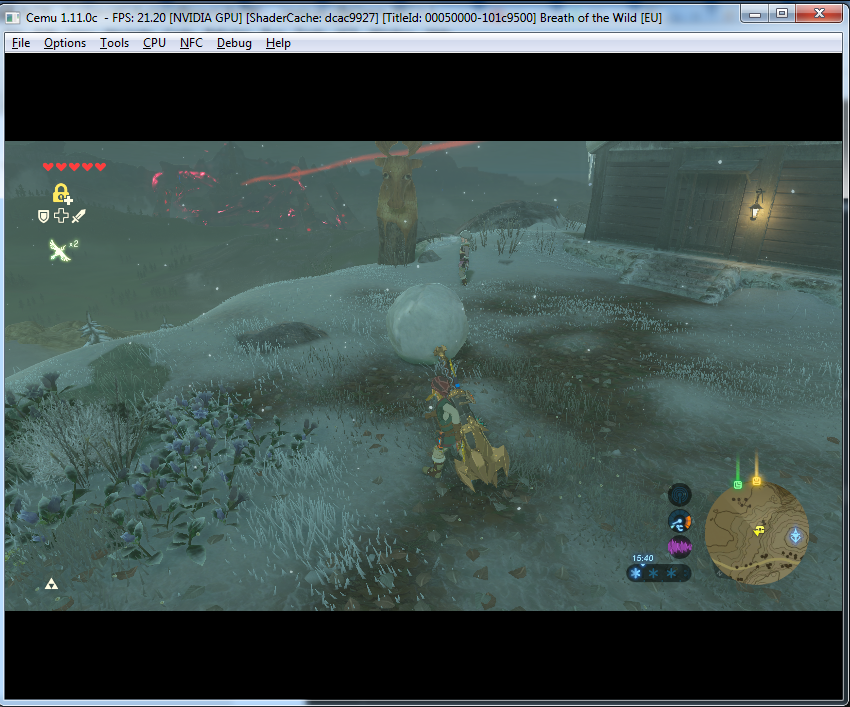 Cemu 1.11.0c - FPS: 21.20 [NVIDIA GPU] [ShaderCache: dcac9927] [TitleId: 00050000-101c9500] Breath of the Wild [EU]
File Options Tools CPU NFC Debug Help
×2
15:40